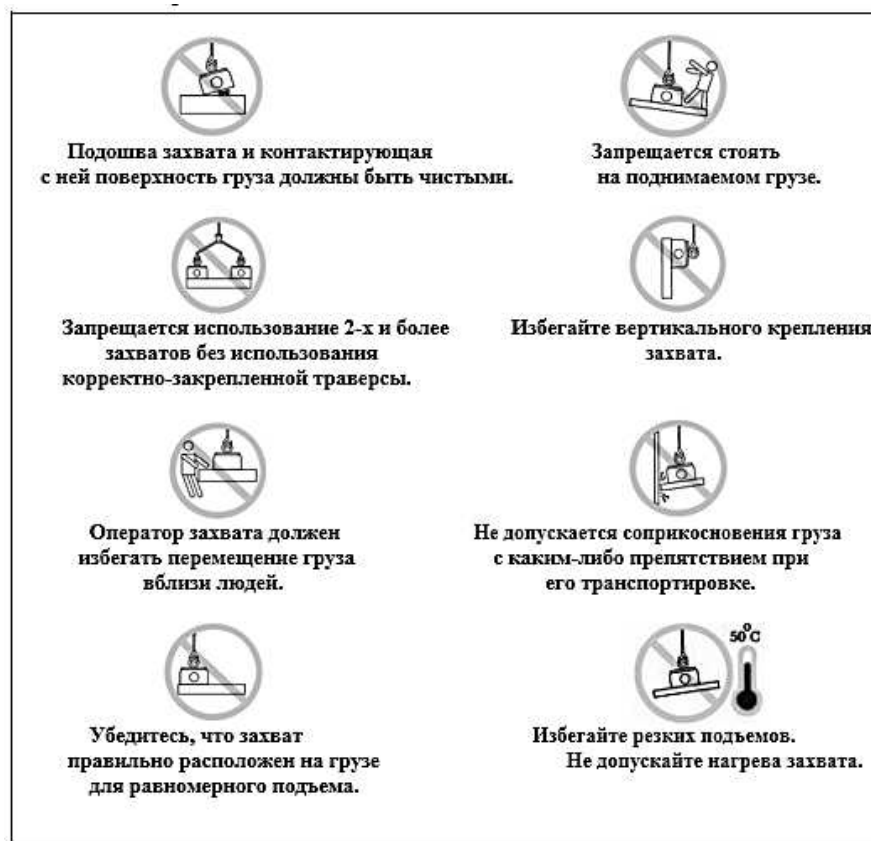 Подошва захвата и контактирующая
с ней поверхность груза должны быть чистыми.
Запрещается стоять
на поднимаемом грузе.
Запрещается использование 2-х и более
захватов без использования
корректно-закрепленной траверсы.
Избегайте вертикального крепления
захвата.
Оператор захвата должен
избегать перемещение груза
вблизи людей.
Не допускается соприкосновения груза
с каким-либо препятствием при
его транспортировке.
Убедитесь, что захват
правильно расположен на грузе
для равномерного подъема.
50°C
Избегайте резких подъемов.
Не допускайте нагрева захвата.